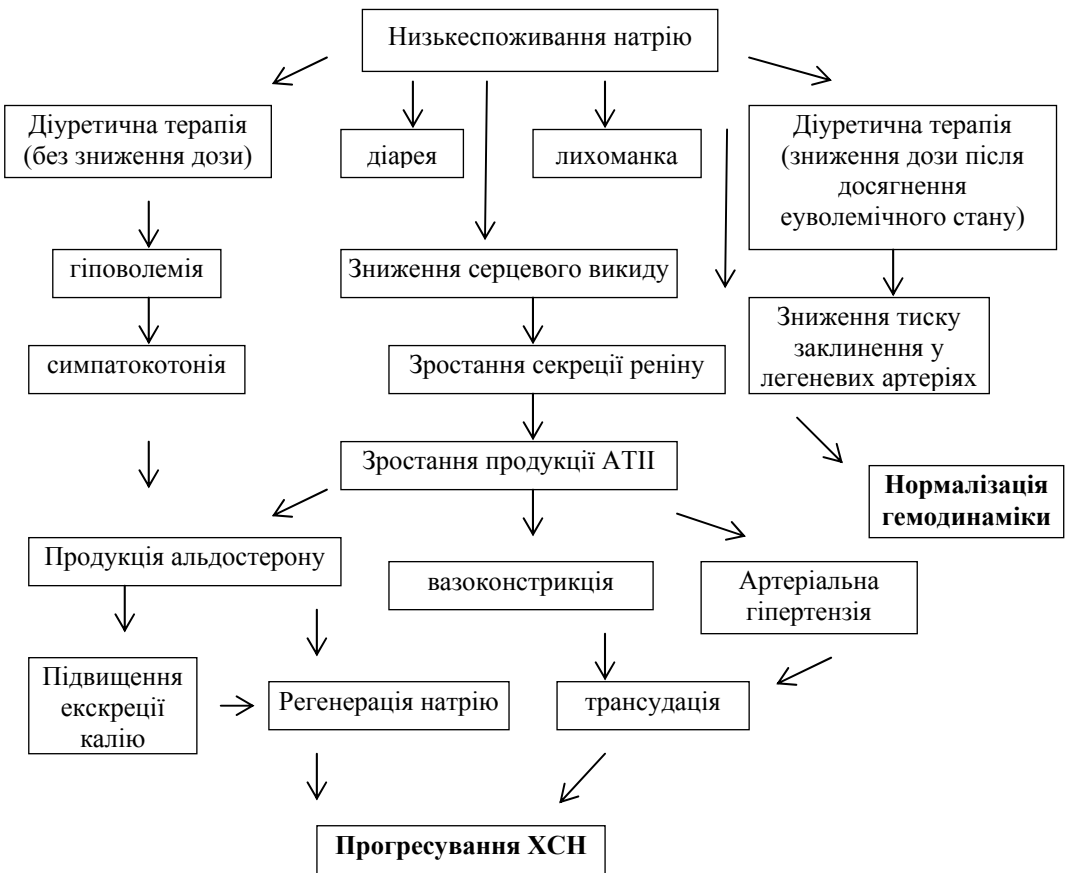 Низькеспоживання натрію
Діуретична терапія
(без зниження дози)
діарея
лихоманка
Діуретична терапія
(зниження дози після
досягнення
еуволемічного стану)
гіповолемія
Зниження серцевого викиду
Зниження тиску
заклинення у
легеневих артеріях
симпатокотонія
Зростання секреції реніну
Зростання продукції АТІІ
Нормалізація
гемодинаміки
Продукція альдостерону
вазоконстрикція
Артеріальна
гіпертензія
Підвищення
екскреції
калію
Регенерація натрію
трансудація
Прогресування ХСН